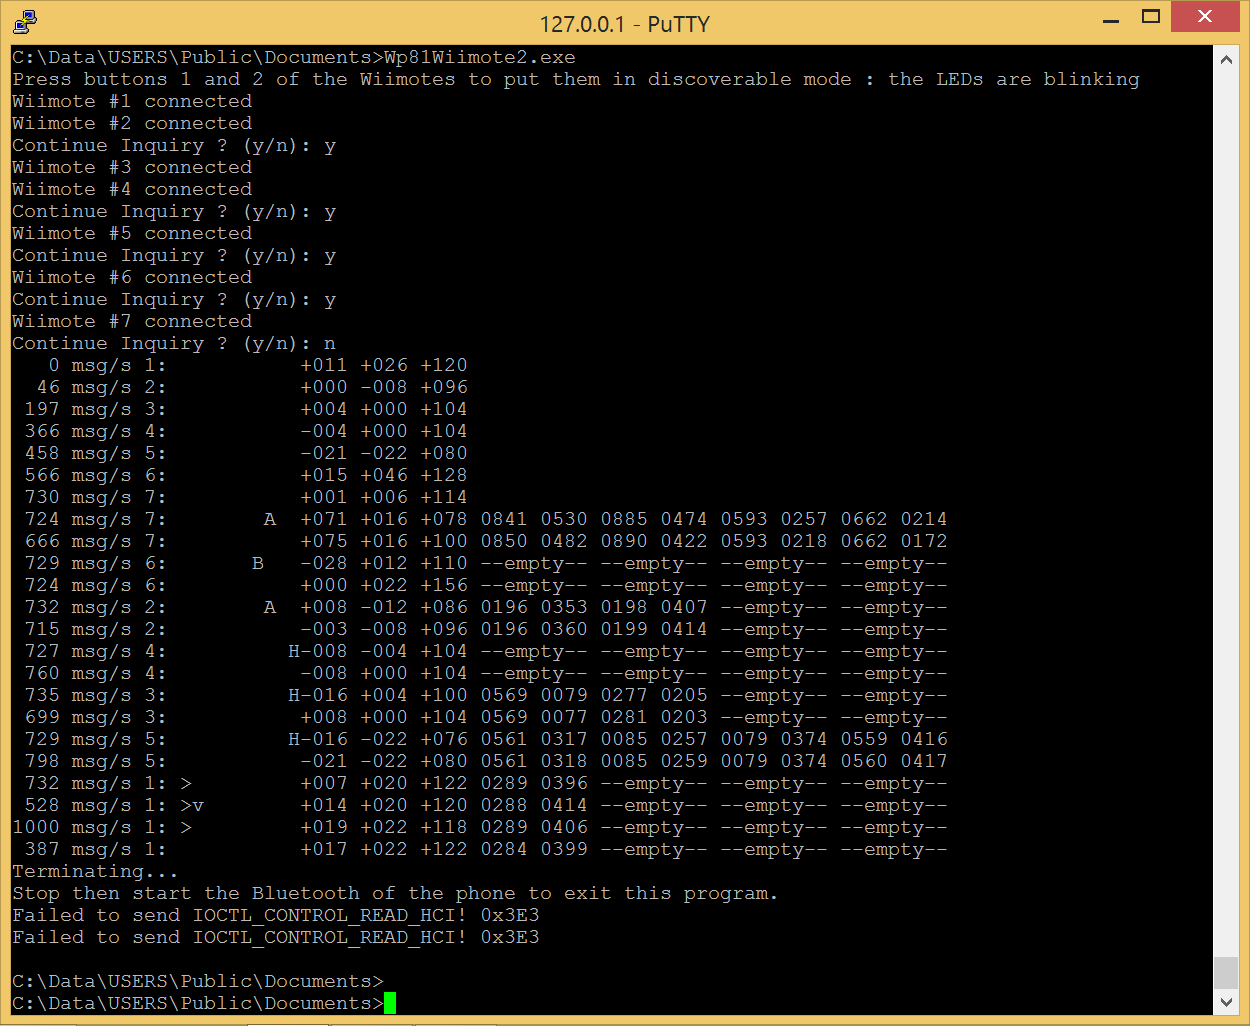 127.0.0.1 - PuTTY
C:\Data\USERS\Public\Documents>Wp81Wiimote2.exe
Press buttons 1 and 2 of the Wiimotes to put them in discoverable mode : the LEDs are blinking
Wiimote #1 connected
Wiimote #2 connected
Continue Inquiry ? (y/n): y
Wiimote #3 connected
Wiimote #4 connected
Continue Inquiry ? (y/n): y
Wiimote #5 connected
Continue Inquiry ? (y/n): y
Wiimote #6 connected
Continue Inquiry ? (y/n): y
Wiimote #7 connected
Continue Inquiry ? (y/n): n
   0 msg/s 1:           +011 +026 +120
  46 msg/s 2:           +000 -008 +096
 197 msg/s 3:           +004 +000 +104
 366 msg/s 4:           -004 +000 +104
 458 msg/s 5:           -021 -022 +080
 566 msg/s 6:           +015 +046 +128
 730 msg/s 7:           +001 +006 +114
 724 msg/s 7:        A  +071 +016 +078 0841 0530 0885 0474 0593 0257 0662 0214
 666 msg/s 7:           +075 +016 +100 0850 0482 0890 0422 0593 0218 0662 0172
 729 msg/s 6:       B   -028 +012 +110 --empty-- --empty-- --empty-- --empty--
 724 msg/s 6:           +000 +022 +156 --empty-- --empty-- --empty-- --empty--
 732 msg/s 2:        A  +008 -012 +086 0196 0353 0198 0407 --empty-- --empty--
 715 msg/s 2:           -003 -008 +096 0196 0360 0199 0414 --empty-- --empty--
 727 msg/s 4:          H-008 -004 +104 --empty-- --empty-- --empty-- --empty--
 760 msg/s 4:           -008 +000 +104 --empty-- --empty-- --empty-- --empty--
 735 msg/s 3:          H-016 +004 +100 0569 0079 0277 0205 --empty-- --empty--
 699 msg/s 3:           +008 +000 +104 0569 0077 0281 0203 --empty-- --empty--
 729 msg/s 5:          H-016 -022 +076 0561 0317 0085 0257 0079 0374 0559 0416
 798 msg/s 5:           -021 -022 +080 0561 0318 0085 0259 0079 0374 0560 0417
 732 msg/s 1: >         +007 +020 +122 0289 0396 --empty-- --empty-- --empty--
 528 msg/s 1: >v        +014 +020 +120 0288 0414 --empty-- --empty-- --empty--
1000 msg/s 1: >         +019 +022 +118 0289 0406 --empty-- --empty-- --empty--
 387 msg/s 1:           +017 +022 +122 0284 0399 --empty-- --empty-- --empty--
Terminating...
Stop then start the Bluetooth of the phone to exit this program.
Failed to send IOCTL_CONTROL_READ_HCI! 0x3E3
Failed to send IOCTL_CONTROL_READ_HCI! 0x3E3
C:\Data\USERS\Public\Documents>
C:\Data\USERS\Public\Documents>